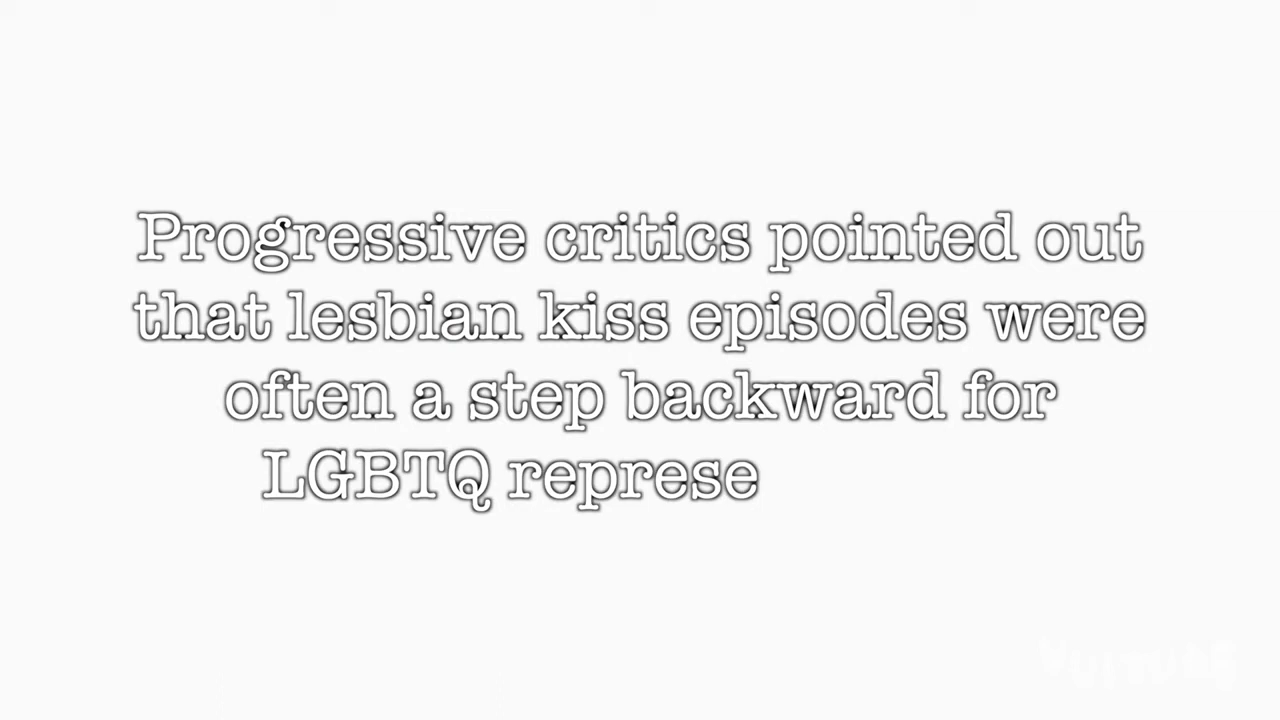 Progressive critics pointed out
that lesbian kiss episodes were
often a step backward for
LGBTQ represe